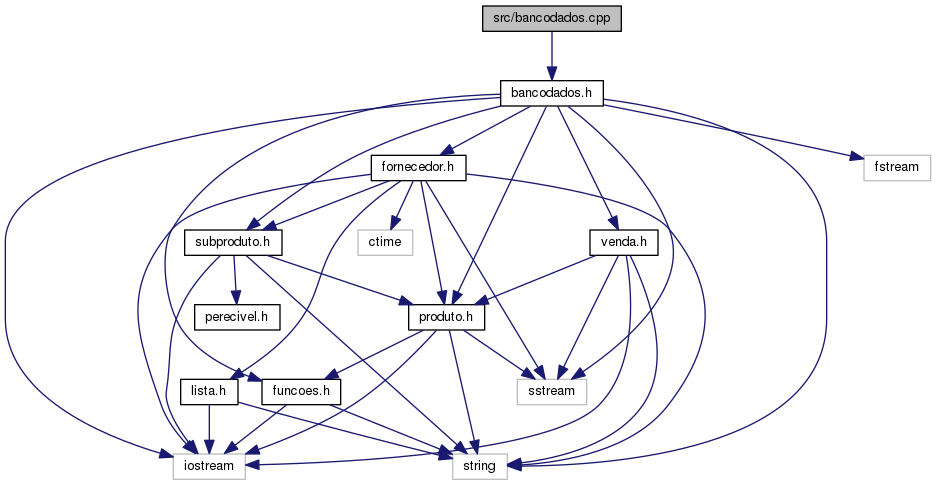 src/bancodados.cpp
bancodados.h
fornecedor.h
fstream
subproduto.h
ctime
venda.h
perecivel.h
produto.h
lista.h
funcoes.h
sstream
iostream
string